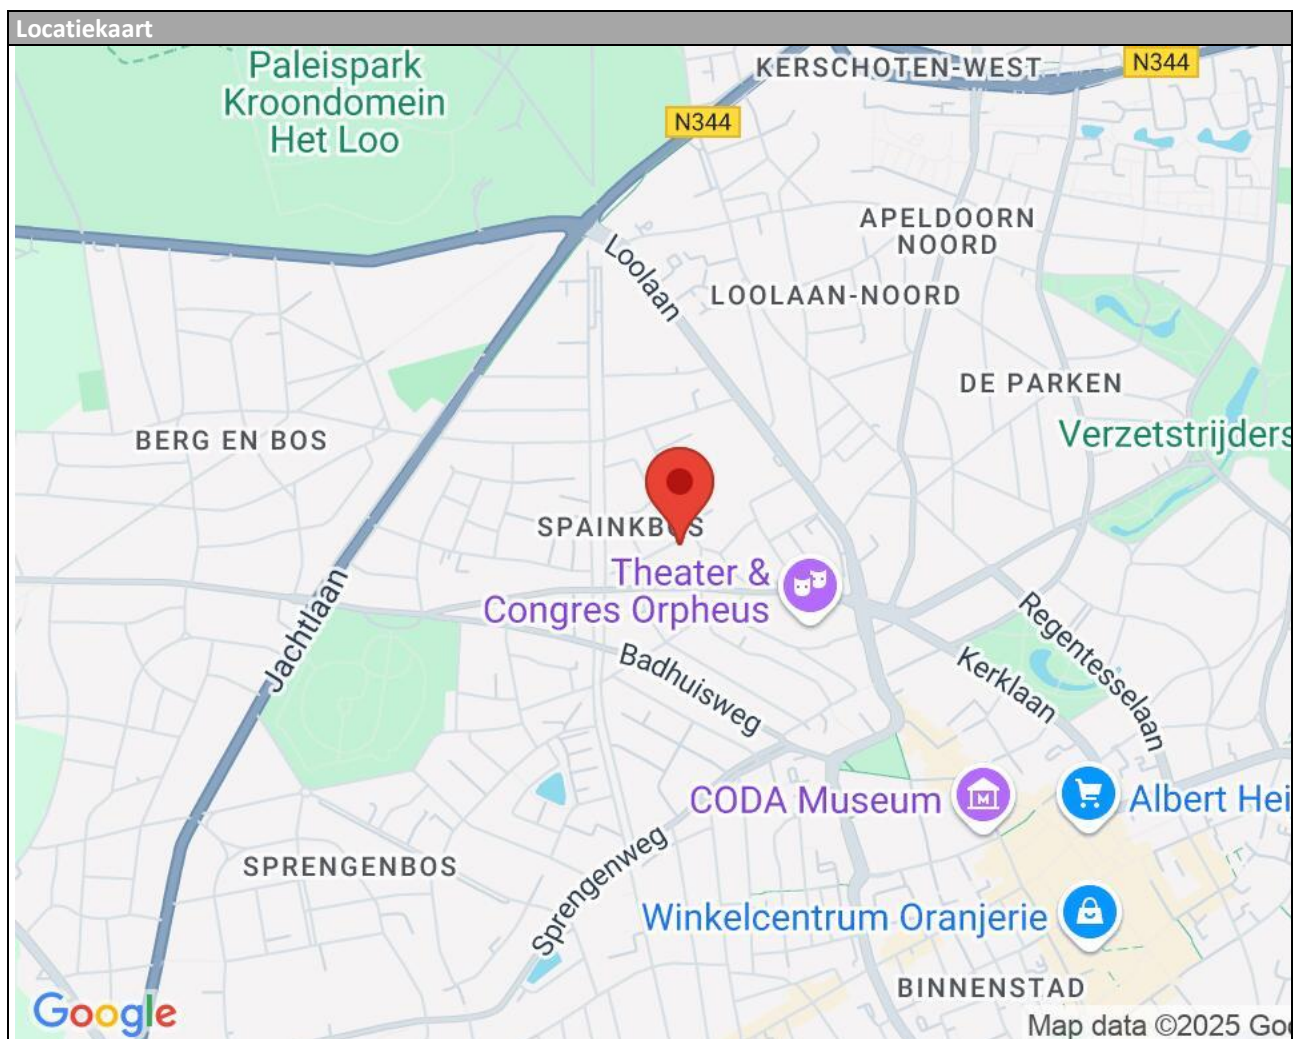 Locatiekaart
Paleispark
Kroondomein
Het Loo
KERSCHOTEN-WEST
N344
N344
APELDOORN
NOORD
Loolaan
LOOLAAN-NOORD
DE PARKEN
BERG EN BOS
Verzetstrijders
SPAINKBOS
Theater &
Congres Orpheus
Jachtlaan
Regentesselaan
Badhuisweg
Kerklaan
CODA Museum
Albert Hei
SPRENGENBOS
Sprengenweg
Winkelcentrum Oranjerie
BINNENSTAD
Google
Map data ©2025 Goo